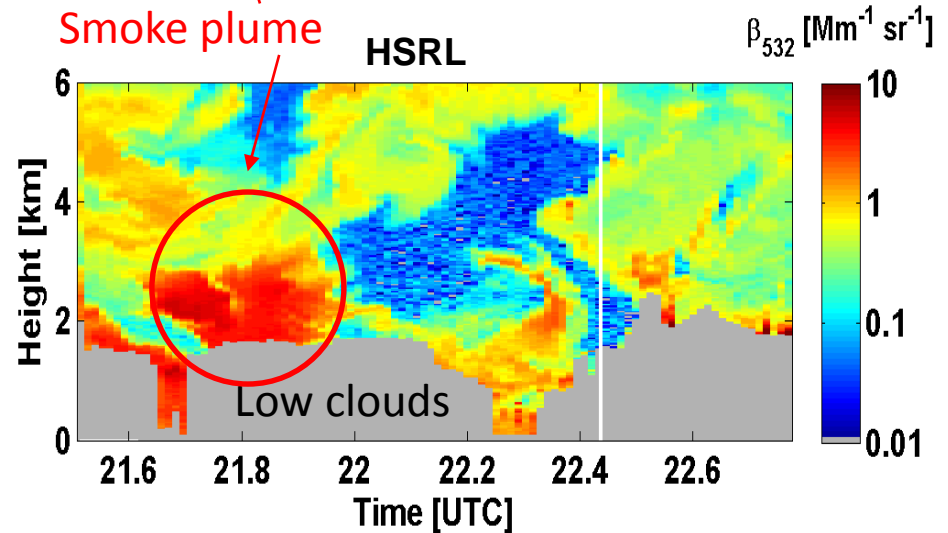 Smoke plume
HSRL
β532 [Mm-1 sr-1]
6
4
2
0
Height [km]
Low clouds
21.6
21.8
22
22.2
22.4
22.6
Time [UTC]
10
1
0.1
0.01